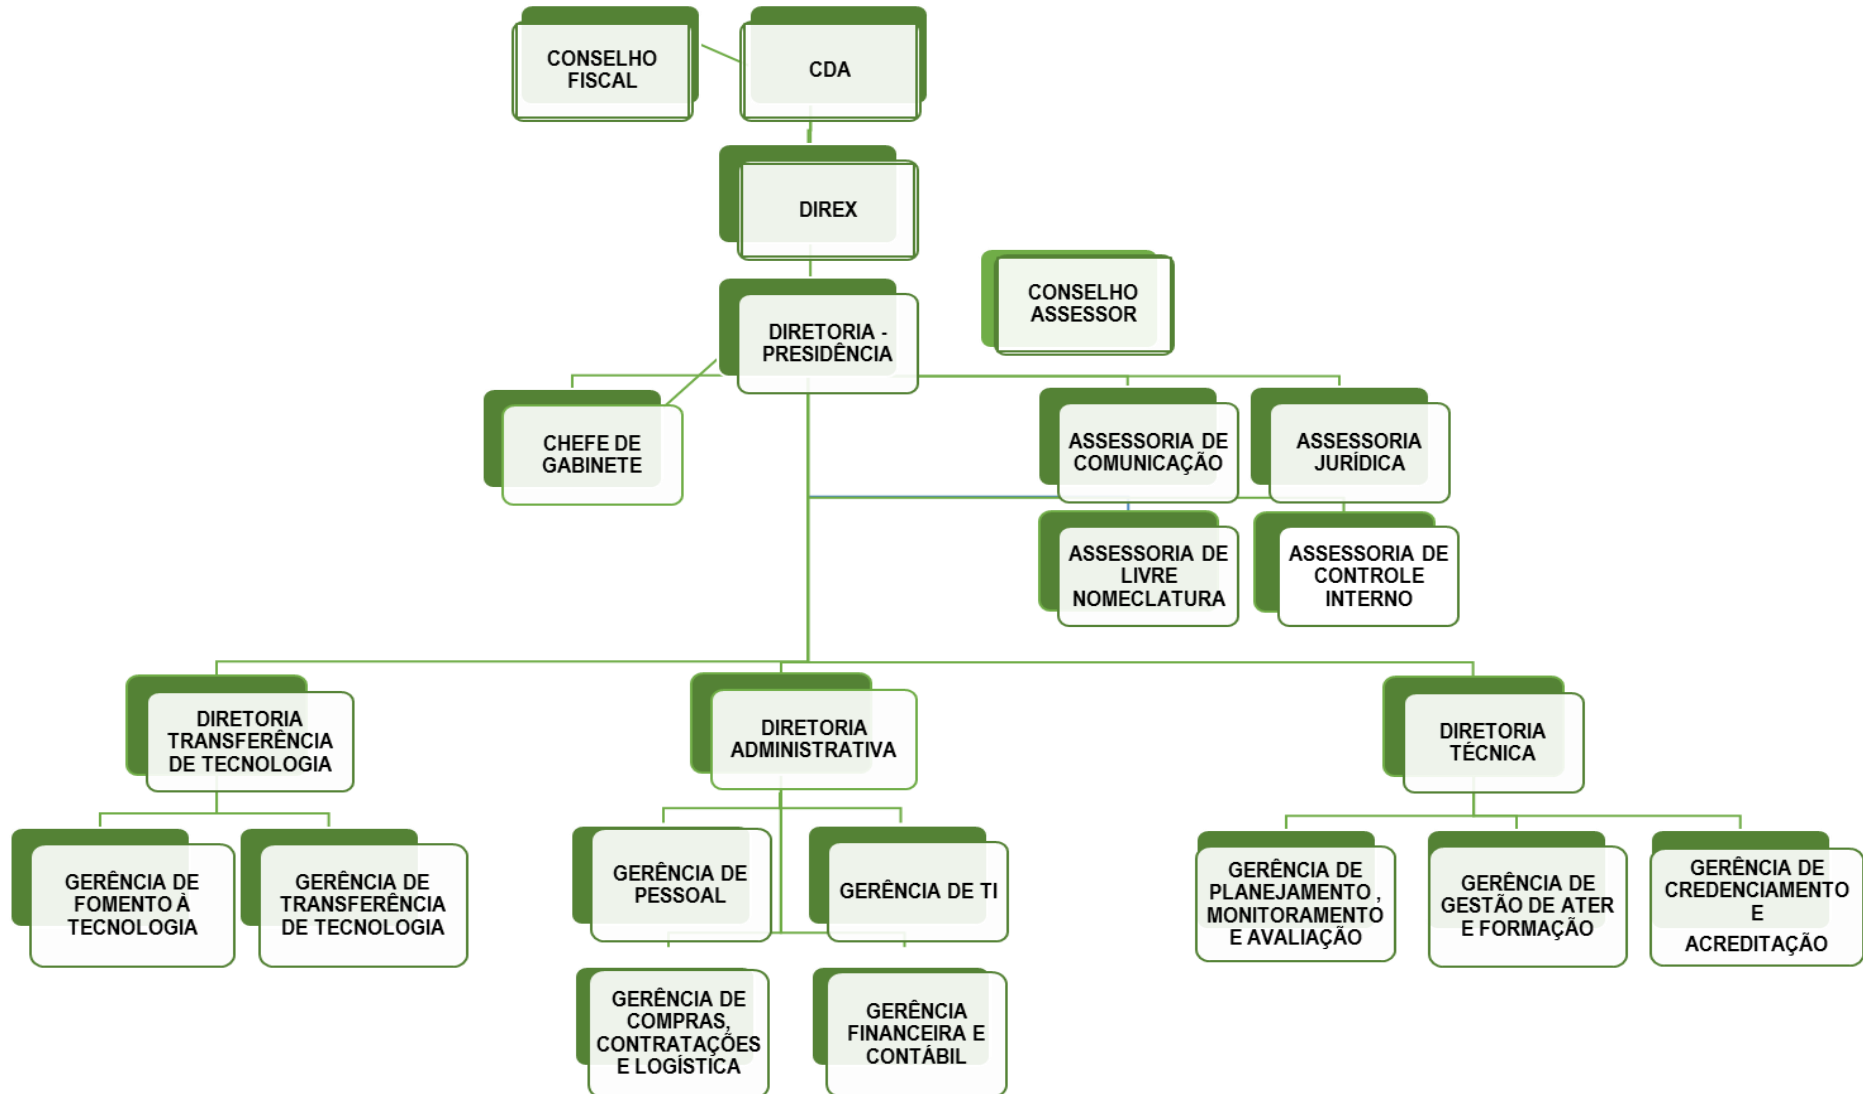 CONSELHO
FISCAL
CDA
DIREX
CONSELHO
ASSESSOR
DIRETORIA -
PRESIDÊNCIA
CHEFE DE
GABINETE
ASSESSORIA DE
COMUNICAÇÃO
ASSESSORIA
JURÍDICA
ASSESSORIA DE
LIVRE
NOMECLATURA
ASSESSORIA DE
CONTROLE
INTERNO
DIRETORIA
TRANSFERÊNCIA
DE TECNOLOGIA
DIRETORIA
ADMINISTRATIVA
DIRETORIA
TÉCNICA
GERÊNCIA DE
FOMENTO À
TECNOLOGIA
GERÊNCIA DE
TRANSFERÊNCIA
DE TECNOLOGIA
GERÊNCIA DE
PESSOAL
GERÊNCIA DE TI
GERÊNCIA DE
PLANEJAMENTO ,
MONITORAMENTO
E AVALIAÇÃO
GERÊNCIA DE
GESTÃO DE ATER
E FORMAÇÃO
GERÊNCIA DE
CREDENCIAMENTO
E
ACREDITAÇÃO
GERÊNCIA DE
COMPRAS,
CONTRATAÇÕES
E LOGÍSTICA
GERÊNCIA
FINANCEIRA E
CONTÁBIL